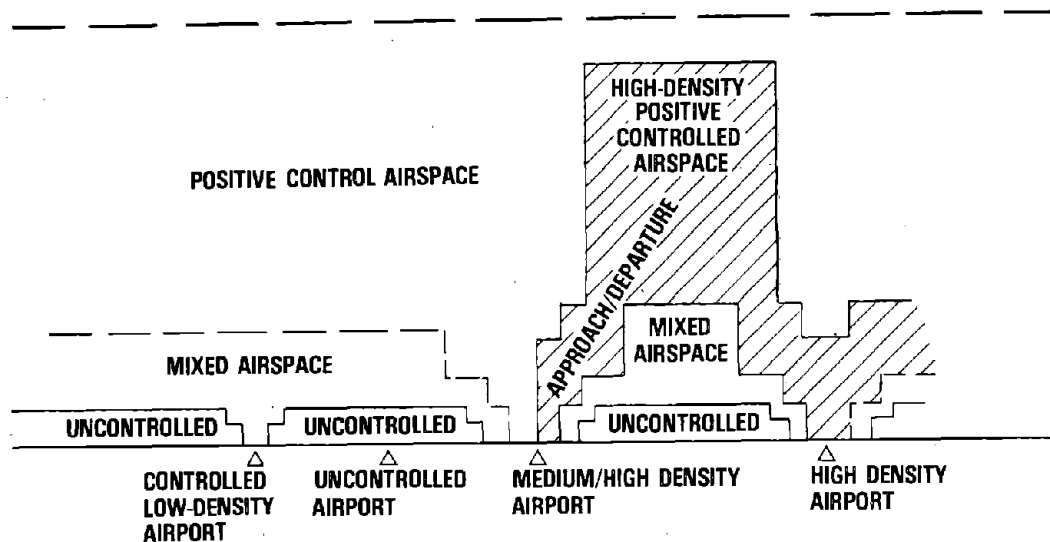 HIGH-DENSITY
POSITIVE
CONTROLLED
AIRSPACE
POSITIVE CONTROL AIRSPACE
APPROACH/DEPARTURE
MIXED AIRSPACE
MIXED
AIRSPACE
UNCONTROLLED
UNCONTROLLED
UNCONTROLLED
CONTROLLED
LOW-DENSITY
AIRPORT
UNCONTROLLED
AIRPORT
MEDIUM/HIGH DENSITY
AIRPORT
HIGH DENSITY
AIRPORT